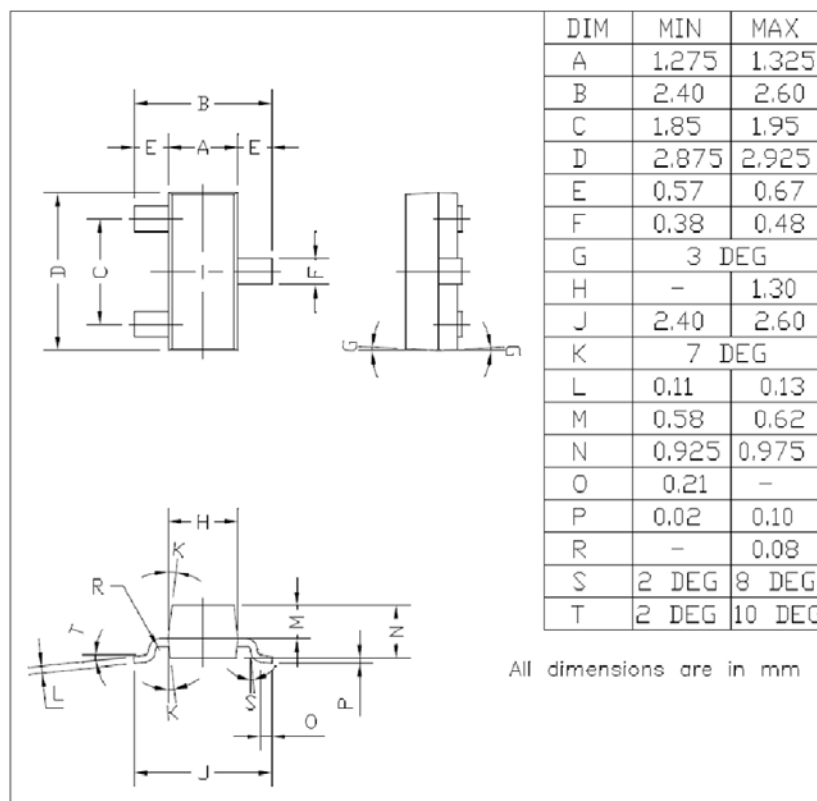 DIM MIN MAX
A 1.275 1.325
B 2.40 2.60
C 1.85 1.95
D 2.875 2.925
E 0.57 0.67
F 0.38 0.48
G 3 DEG
H - 1.30
J 2.40 2.60
K 7 DEG
L 0.11 0.13
M 0.58 0.62
N 0.925 0.975
O 0.21 -
P 0.02 0.10
R - 0.08
S 2 DEG 8 DEG
T 2 DEG 10 DEG
B
E A E
D C F
G G
H
K
R
M N
T
L
K S P
O
J
All dimensions are in mm